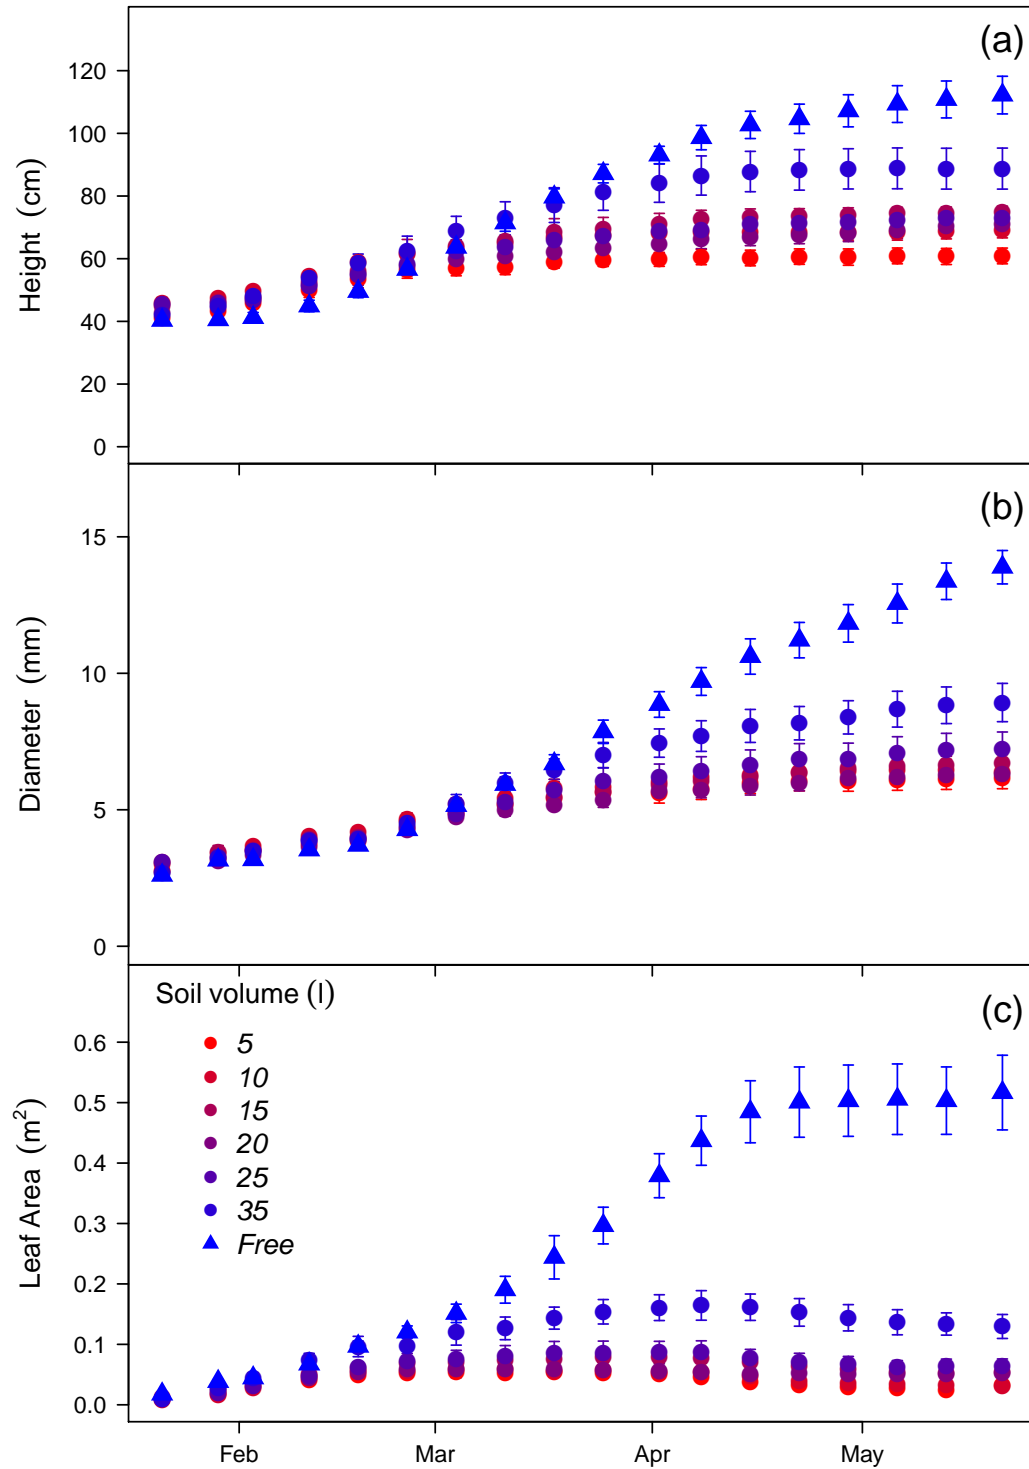 (a)
120
100
80
60
40
20
0
Height (cm)
(b)
15
10
5
0
Diameter (mm)
(c)
Soil volume (l)
5
10
15
20
25
35
Free
0.6
0.5
0.4
0.3
0.2
0.1
0.0
Leaf Area (m²)
Feb Mar Apr May